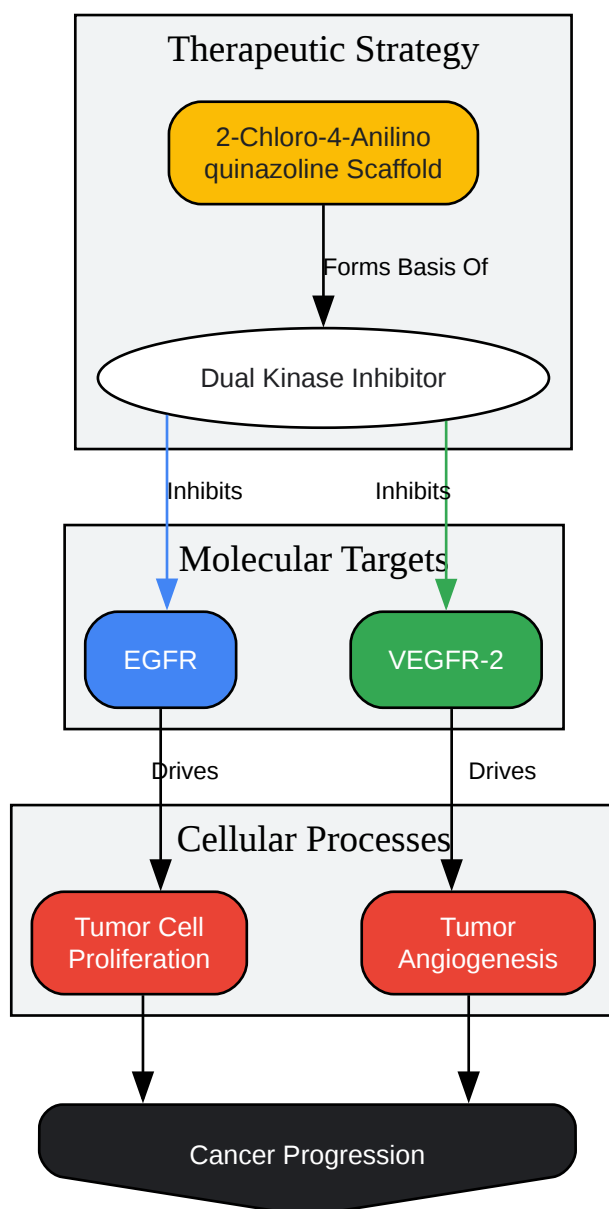 Therapeutic Strategy
2-Chloro-4-Anilino
quinazoline Scaffold
Forms Basis Of
Dual Kinase Inhibitor
Inhibits
Inhibits
Molecular Targets
EGFR
VEGFR-2
Drives
Drives
Cellular Processes
Tumor Cell
Proliferation
Tumor
Angiogenesis
Cancer Progression